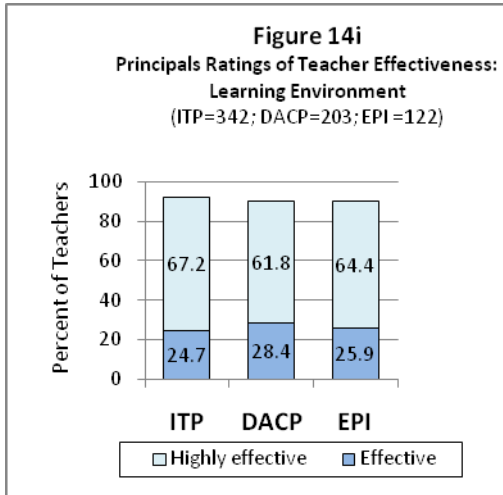 Figure 14i
Principals Ratings of Teacher Effectiveness:
Learning Environment
(ITP=342; DACP=203; EPI =122)
Percent of Teachers
100
80
60
40
20
0
67.2
61.8
64.4
24.7
28.4
25.9
ITP
DACP
EPI
Highly effective
Effective